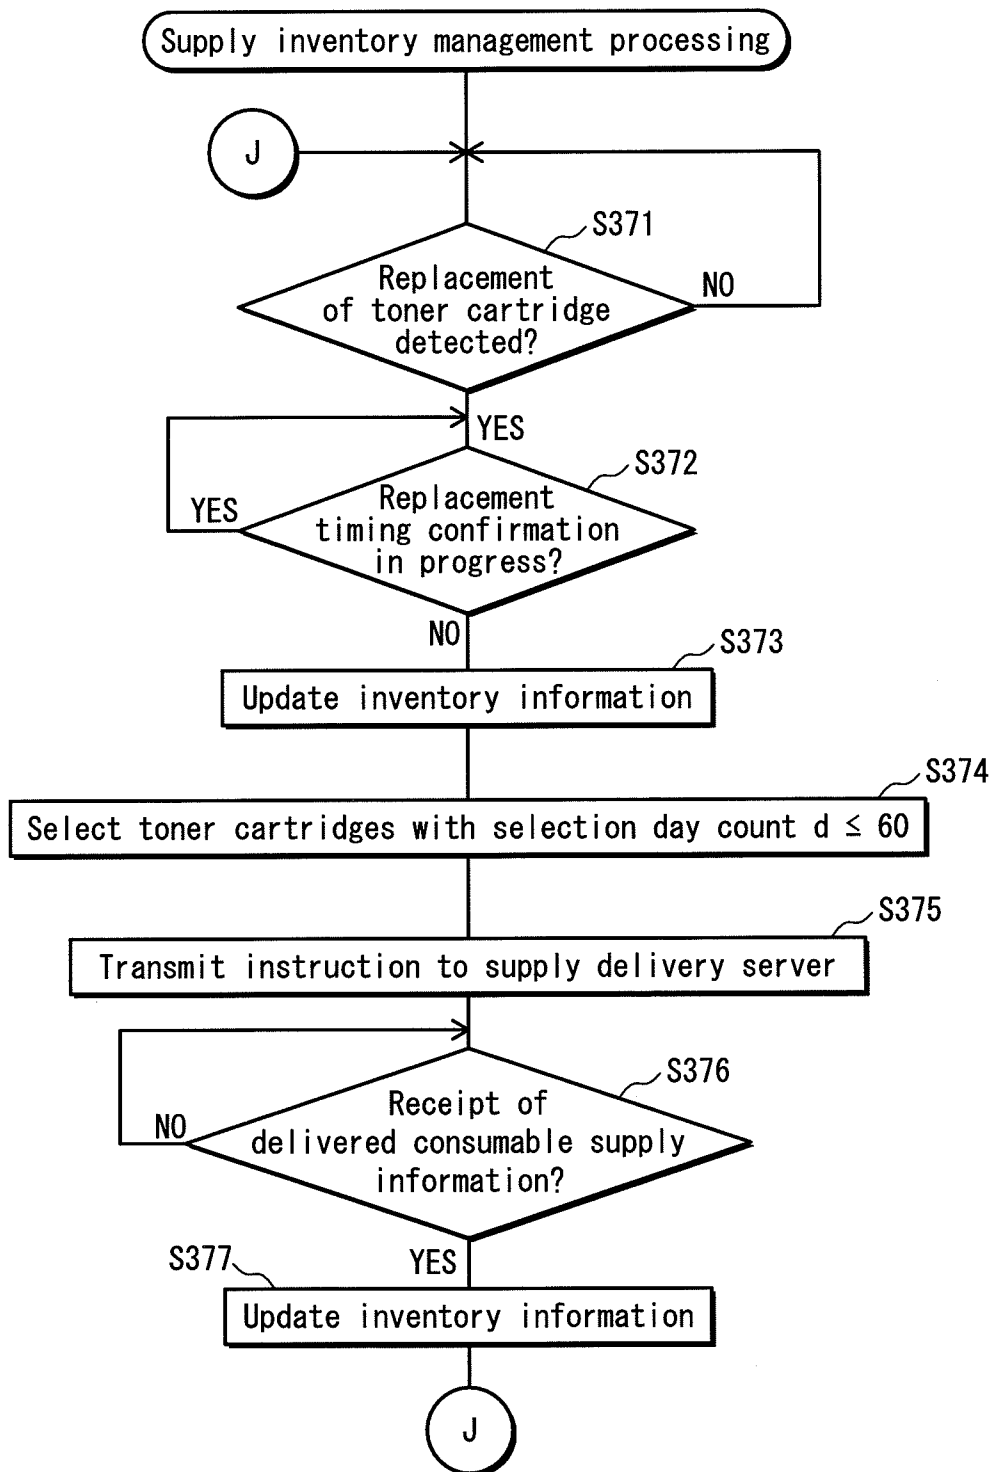 Supply inventory management processing
J
S371
Replacement
of toner cartridge
detected?
NO
YES
S372
Replacement
timing confirmation
in progress?
YES
NO
S373
Update inventory information
S374
Select toner cartridges with selection day count d ≤ 60
S375
Transmit instruction to supply delivery server
S376
Receipt of
delivered consumable supply
information?
NO
YES
S377
Update inventory information
J